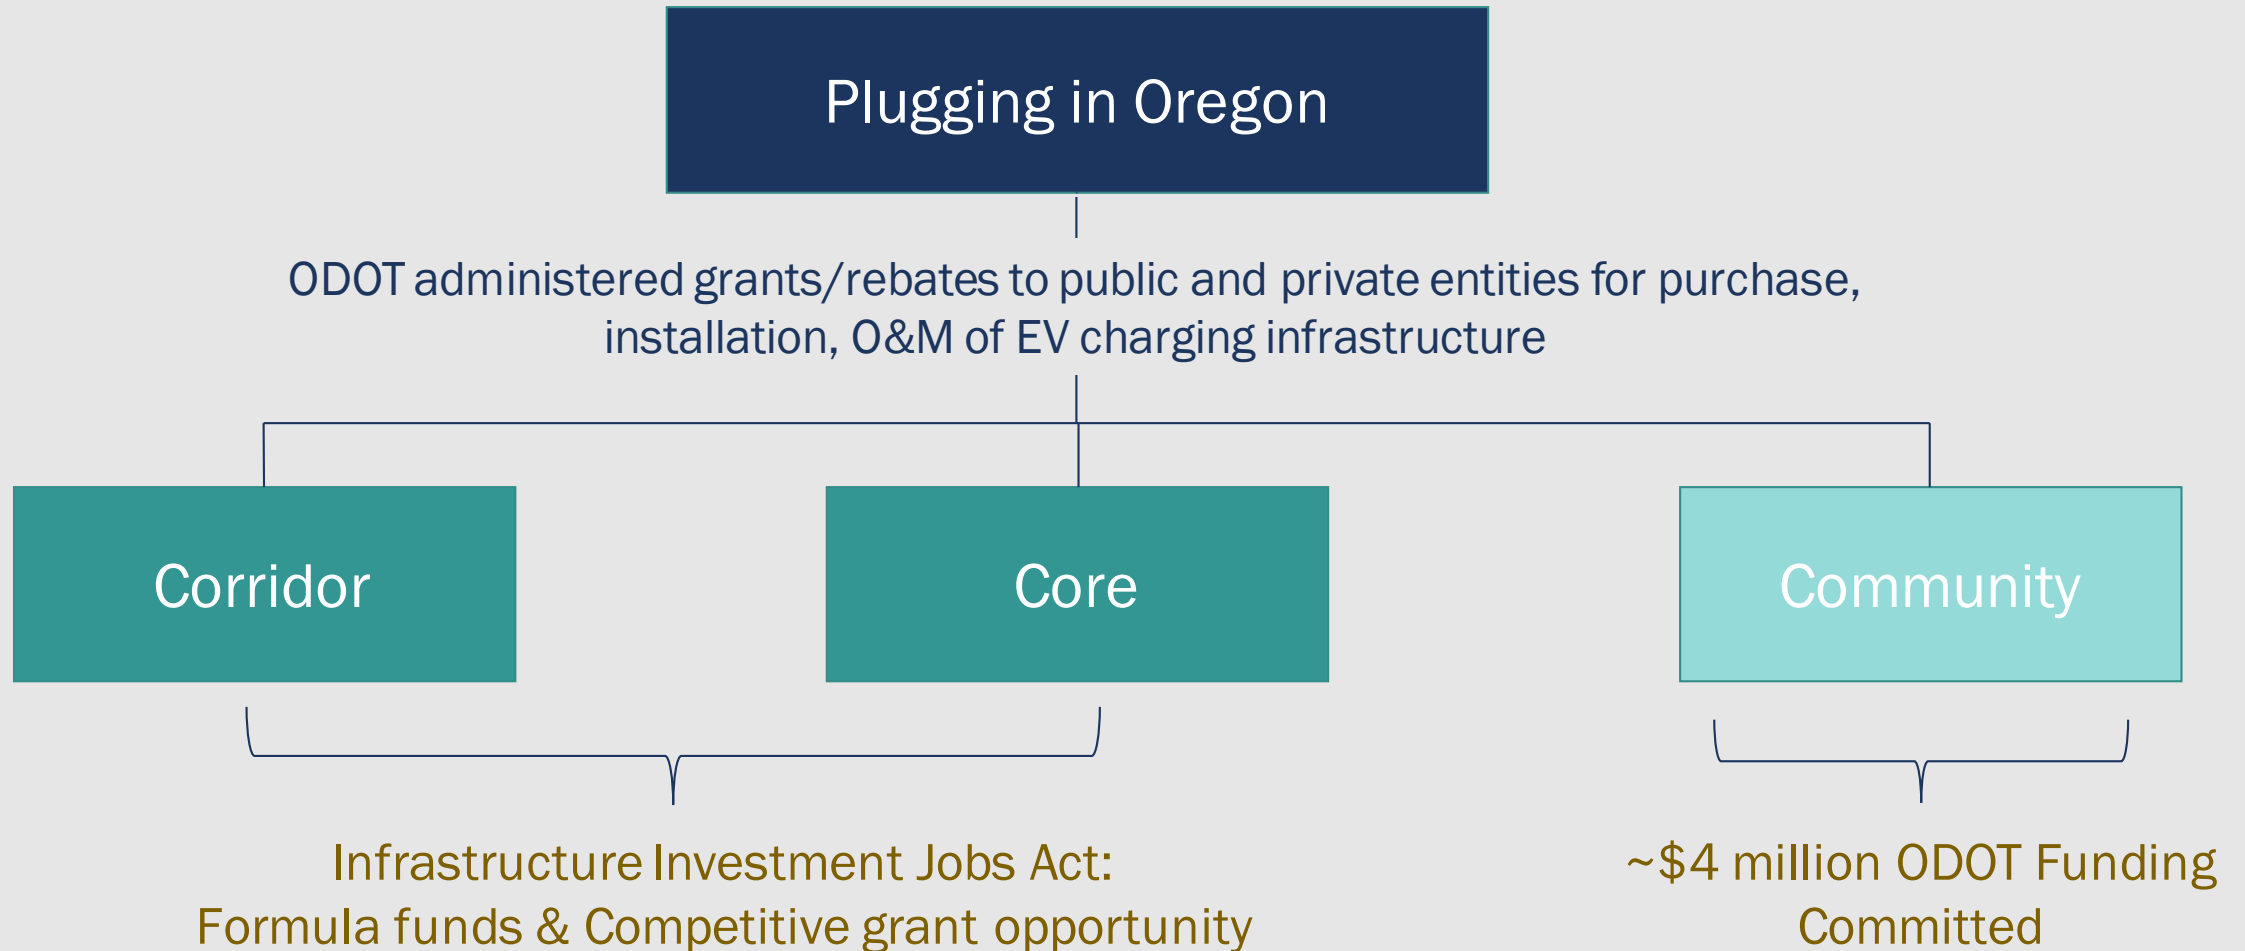 Plugging in Oregon
ODOT administered grants/rebates to public and private entities for purchase,
installation, O&M of EV charging infrastructure
Corridor
Core
Community
Infrastructure Investment Jobs Act:
Formula funds & Competitive grant opportunity
~$4 million ODOT Funding
Committed